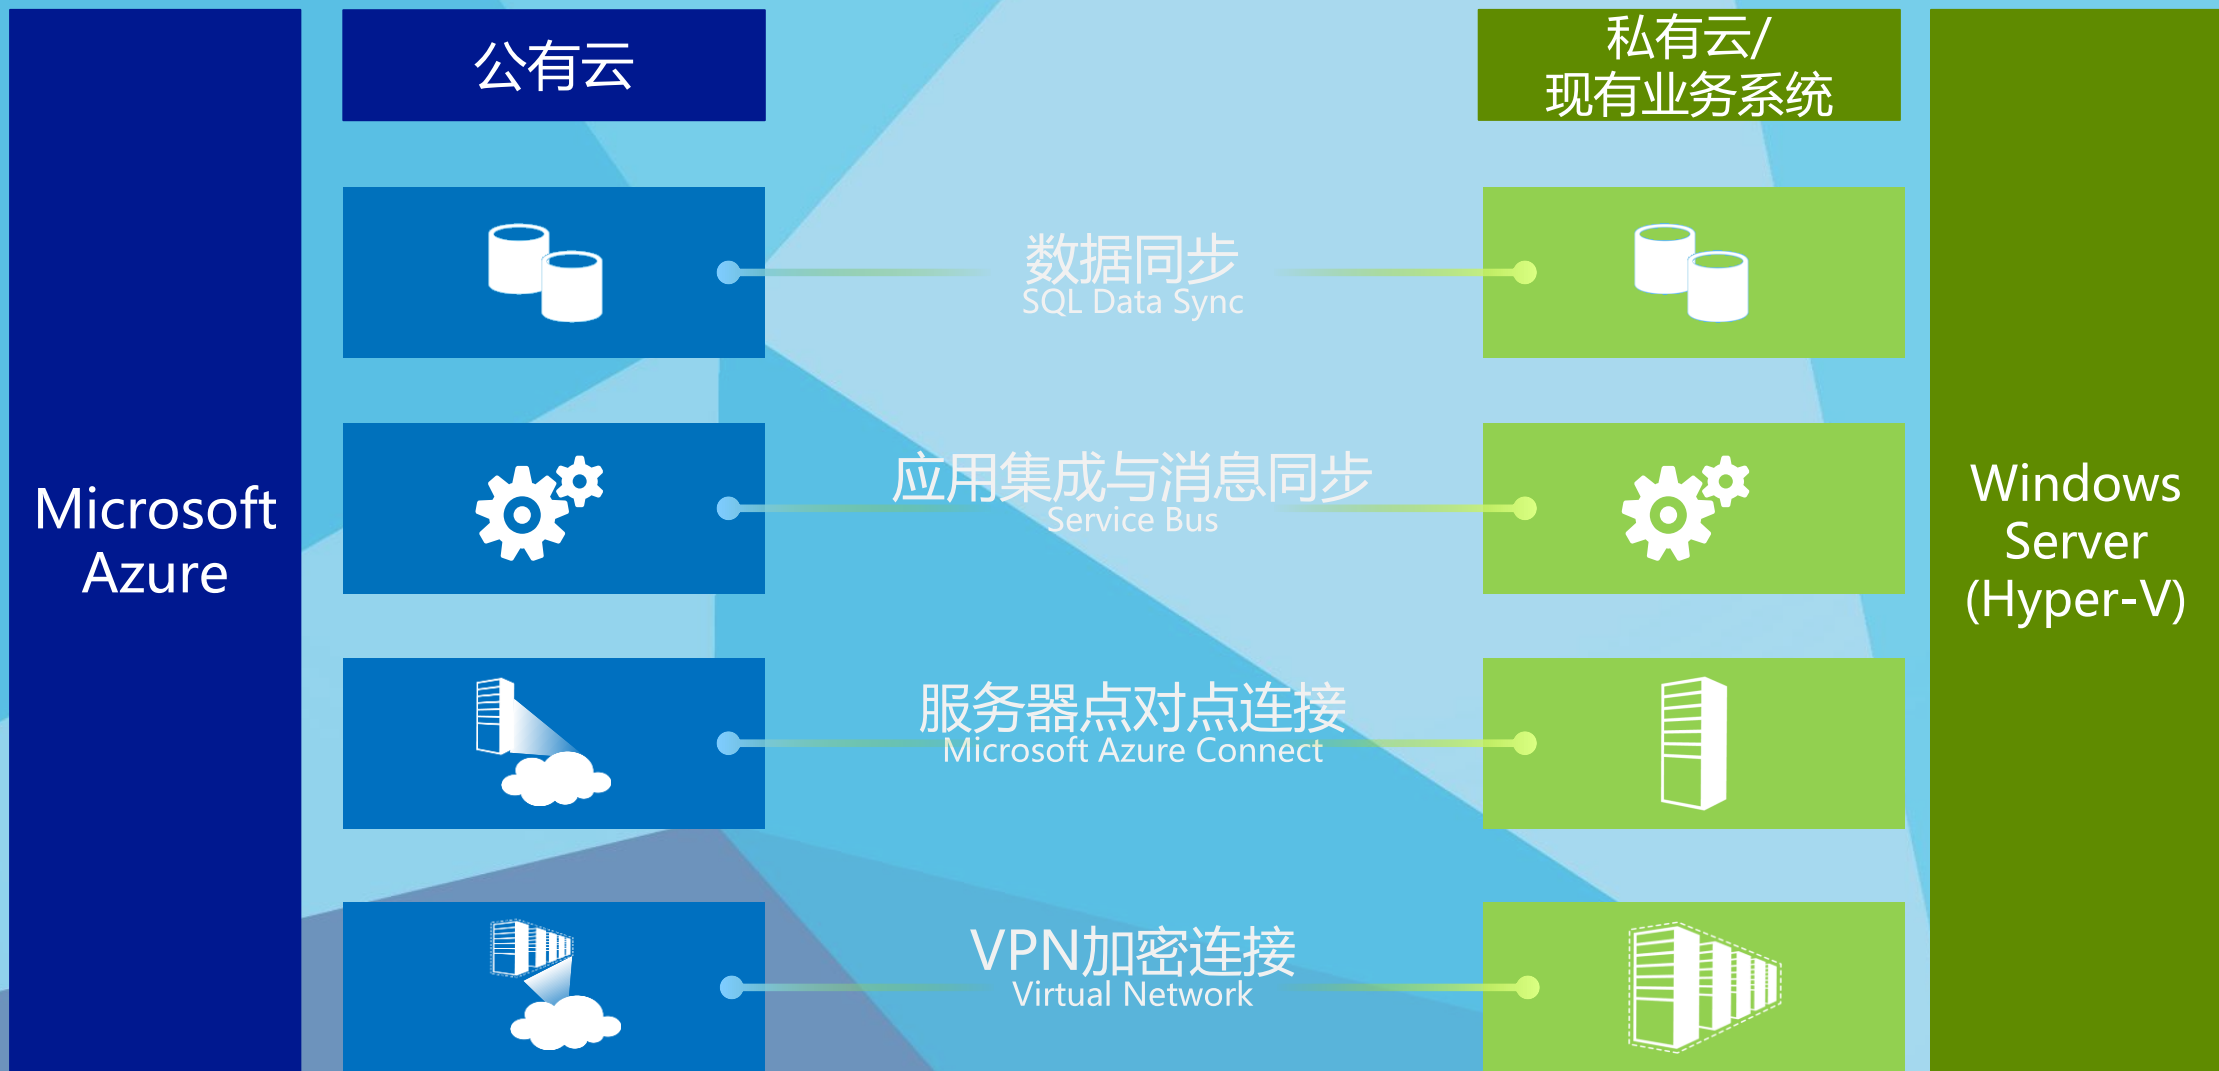 公有云
私有云/
现有业务系统
Microsoft
Azure
数据同步
SQL Data Sync
应用集成与消息同步
Service Bus
服务器点对点连接
Microsoft Azure Connect
VPN加密连接
Virtual Network
Windows
Server
(Hyper-V)